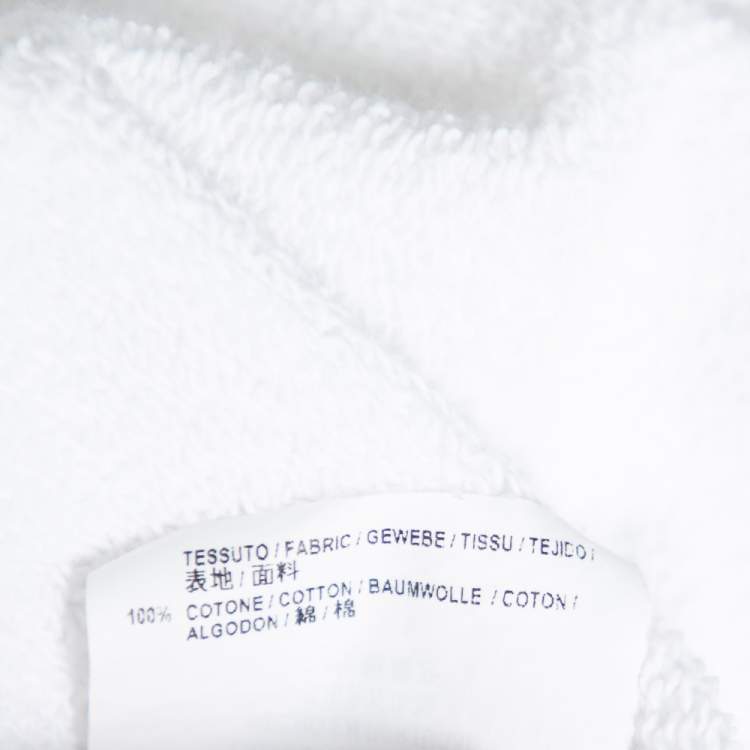 TESSUTO / FABRIC / GEWEBE / TISSU / TEJIDO /
表地 / 面料
100% COTONE / COTTON / BAUMWOLLE / COTON /
ALGODON / 綿 / 棉